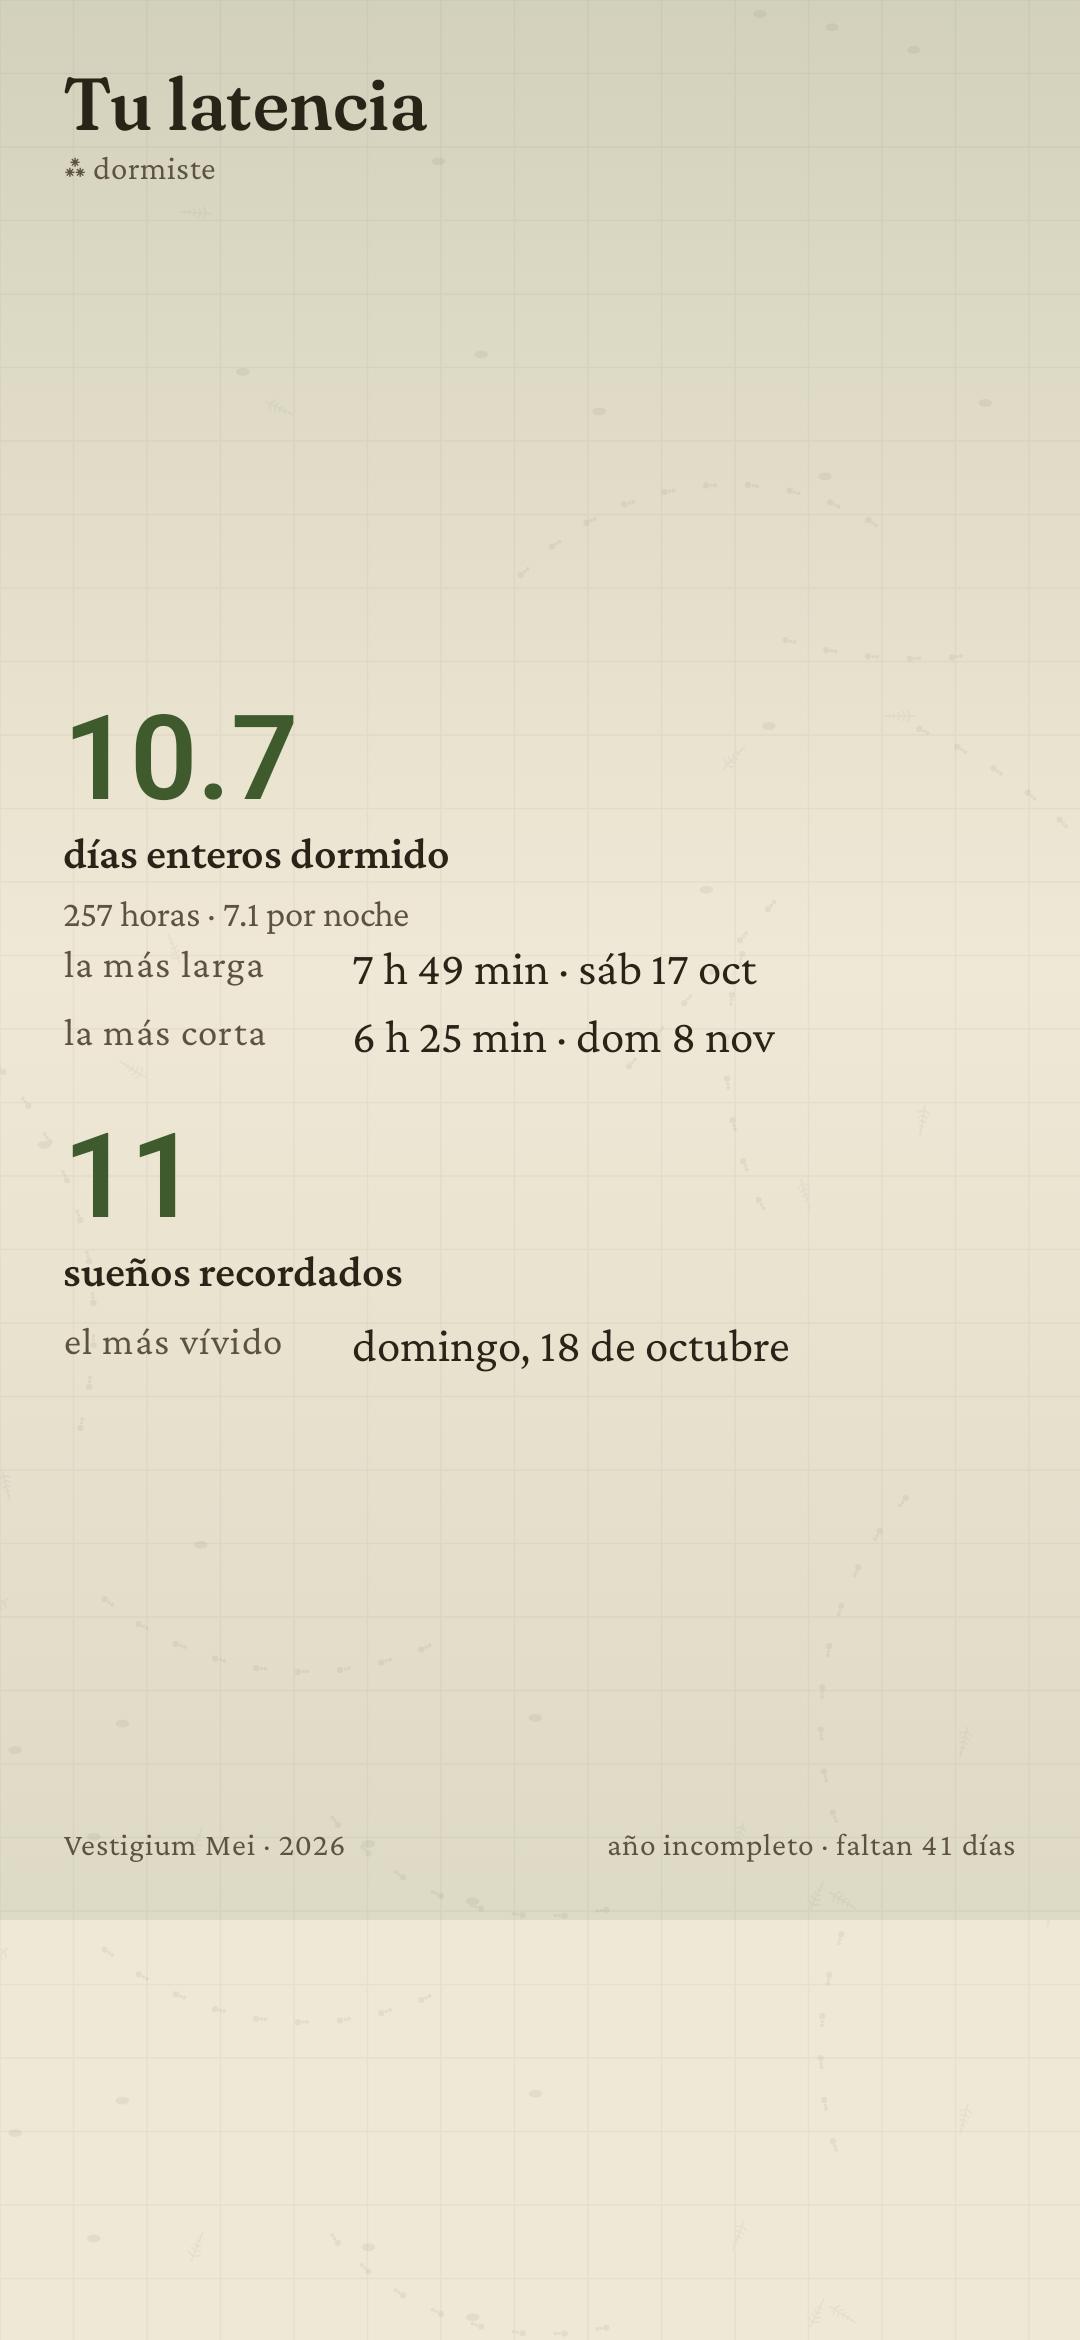 Tu latencia
dormiste
10.7
días enteros dormido
257 horas · 7.1 por noche
la más larga 7 h 49 min · sáb 17 oct
la más corta 6 h 25 min · dom 8 nov
11
sueños recordados
el más vívido domingo, 18 de octubre
Vestigium Mei · 2026 año incompleto · faltan 41 días